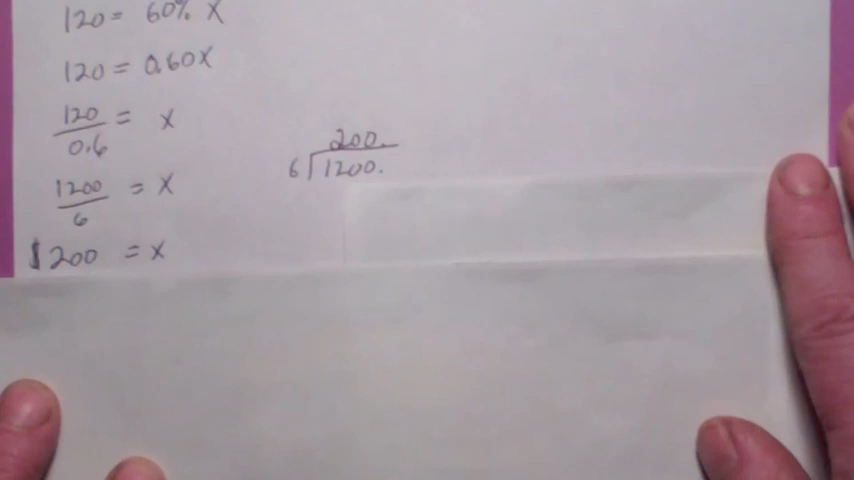 120 = 60% X
120 = 0.60X
120/0.6 = X
1200/6 = X
$200 = X
200.
6 ⟌1200.